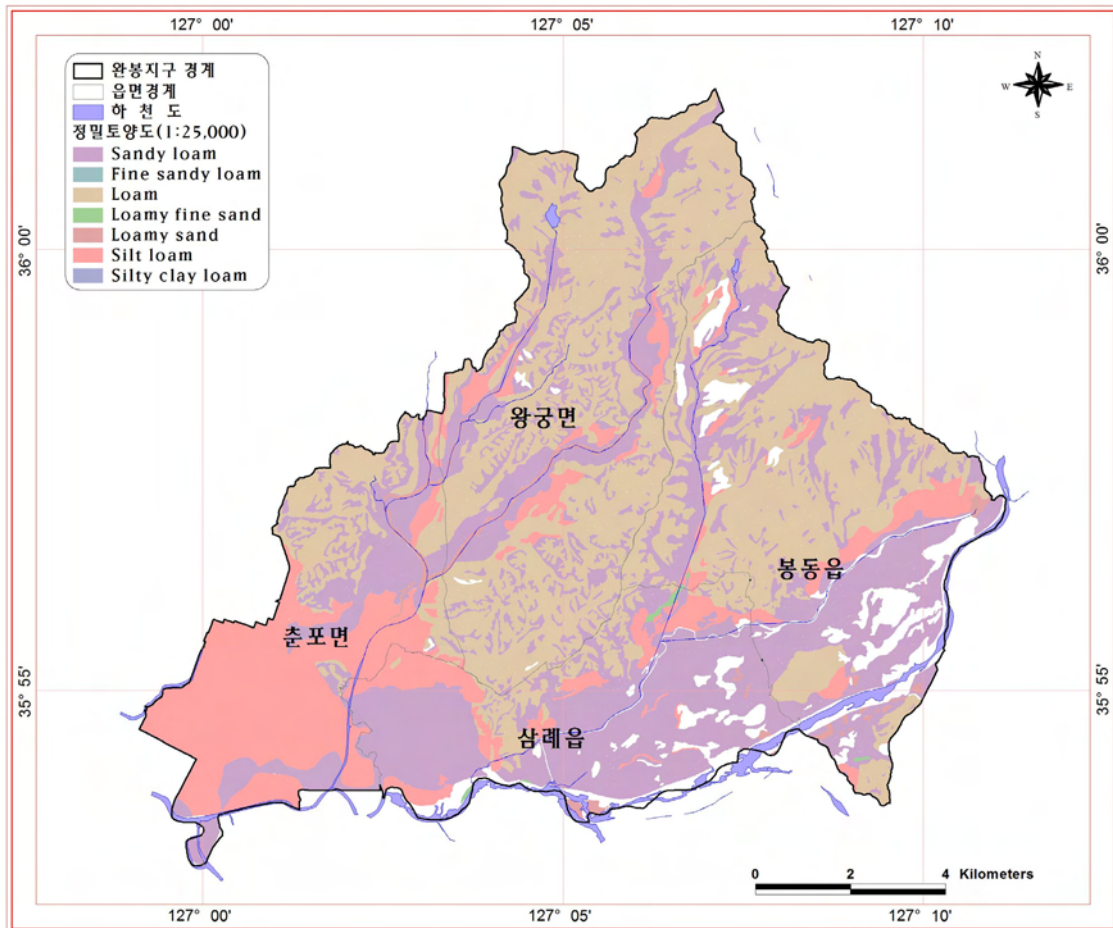 127° 00'
127° 05'
127° 10'
완봉지구 경계
읍면경계
하 천 도
정밀토양도(1:25,000)
Sandy loam
Fine sandy loam
Loam
Loamy fine sand
Loamy sand
Silt loam
Silty clay loam
N
W
E
S
36° 00'
36° 00'
왕궁면
봉동읍
춘포면
35° 55'
35° 55'
삼례읍
0
2
4 Kilometers
127° 00'
127° 05'
127° 10'